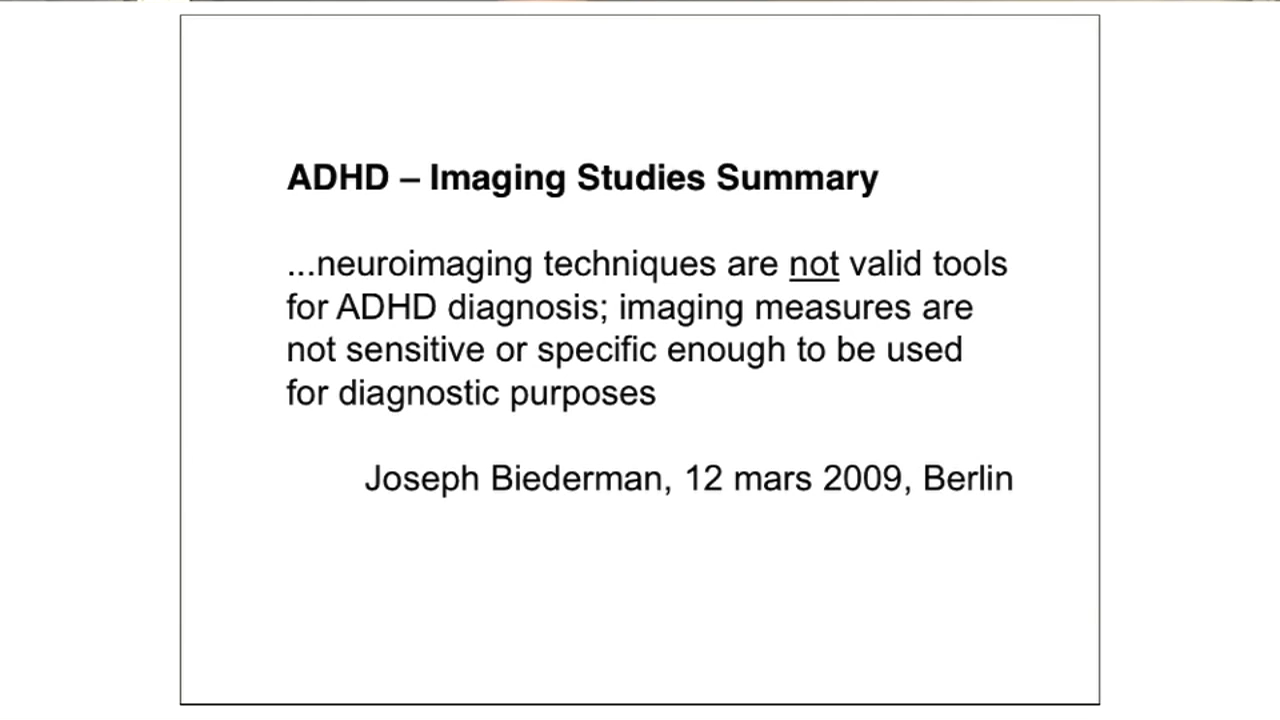 ADHD – Imaging Studies Summary
...neuroimaging techniques are not valid tools
for ADHD diagnosis; imaging measures are
not sensitive or specific enough to be used
for diagnostic purposes
Joseph Biederman, 12 mars 2009, Berlin